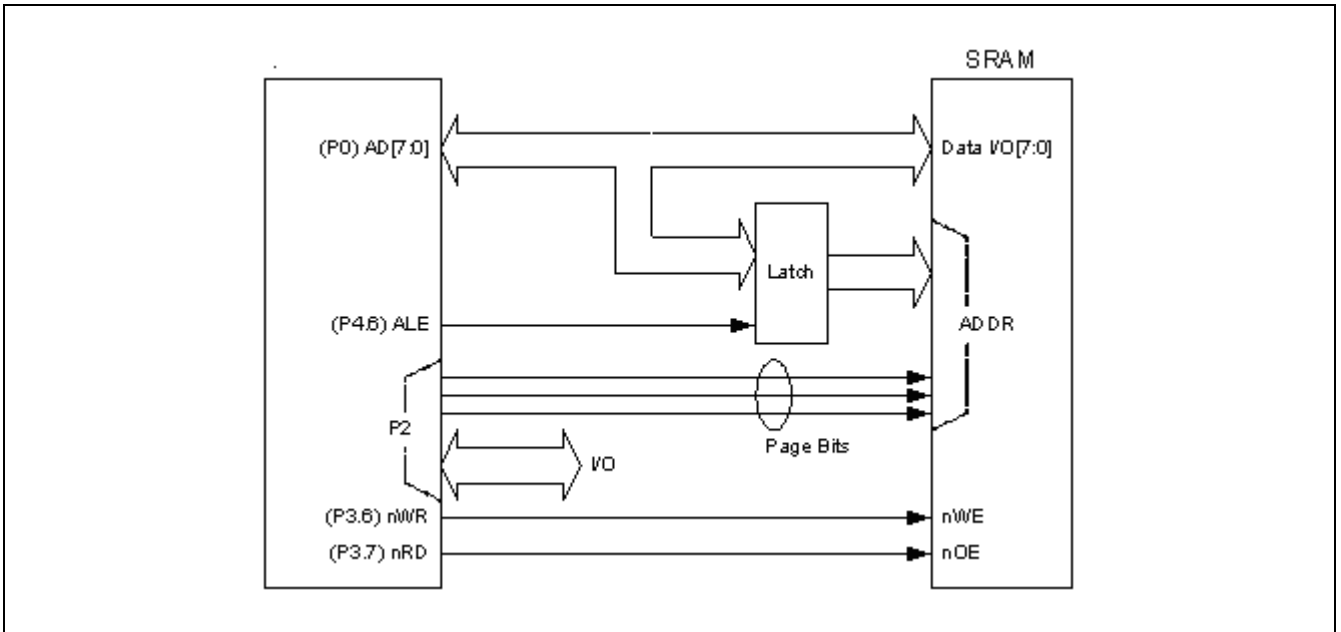 SRAM
(P0) AD[7:0]
Data I/O[7:0]
Latch
(P4.6) ALE
ADDR
P2
Page Bits
I/O
(P3.6) nWR
nWE
(P3.7) nRD
nOE